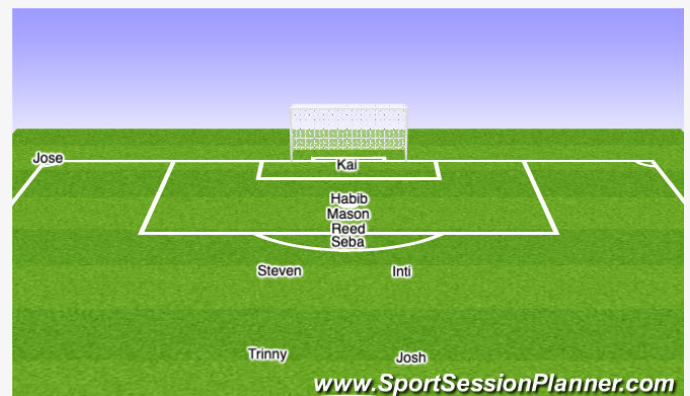 Jose
Kai
Habib
Mason
Reed
Seba
Steven
Inti
Trinny
Josh
www.SportSessionPlanner.com